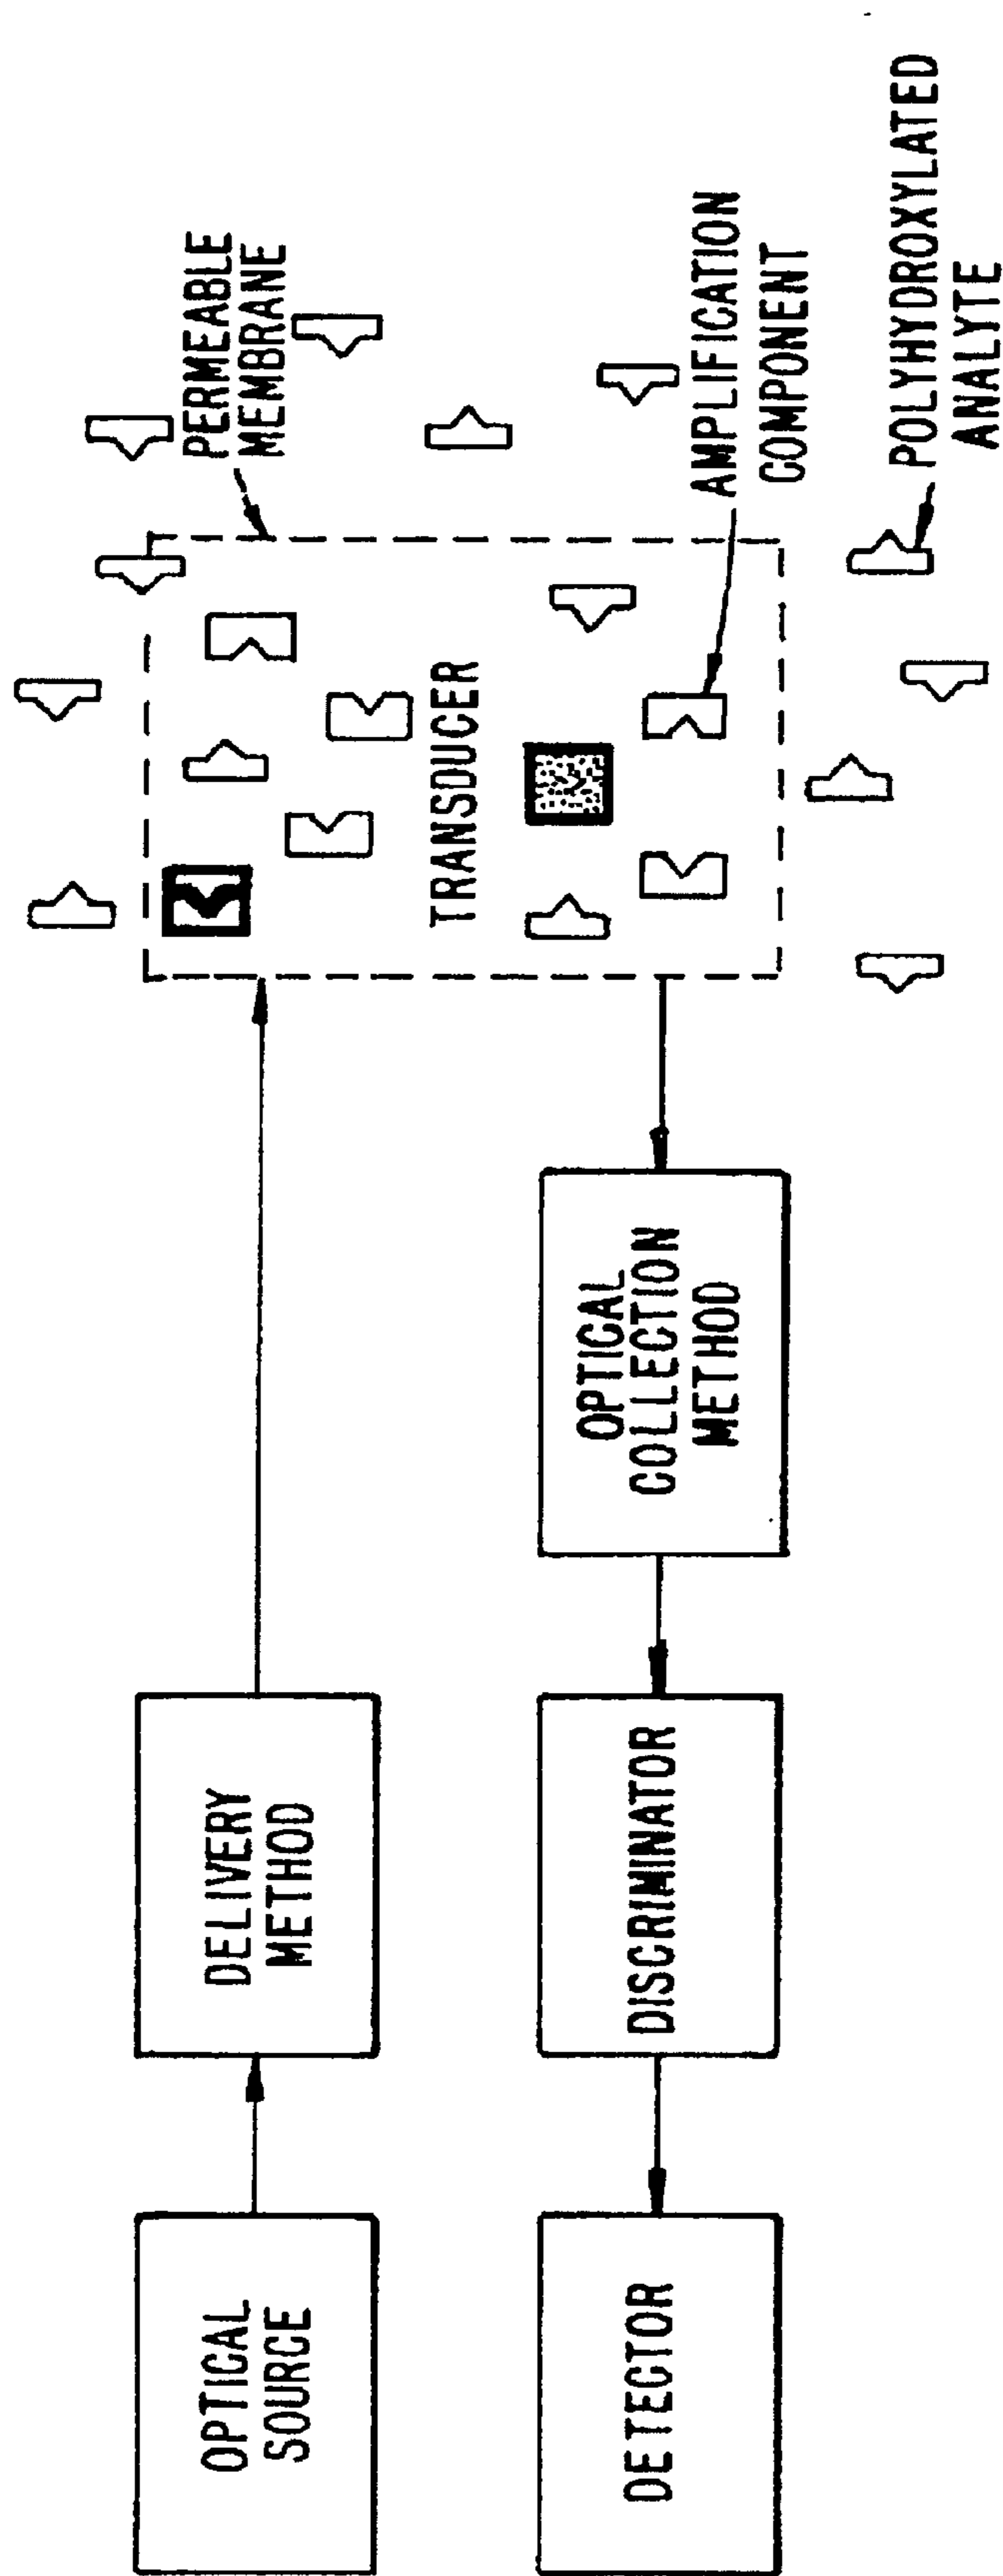 OPTICAL
SOURCE
DELIVERY
METHOD
PERMEABLE
MEMBRANE
TRANSDUCER
AMPLIFICATION
COMPONENT
POLYHYDROXYLATED
ANALYTE
OPTICAL
COLLECTION
METHOD
DISCRIMINATOR
DETECTOR